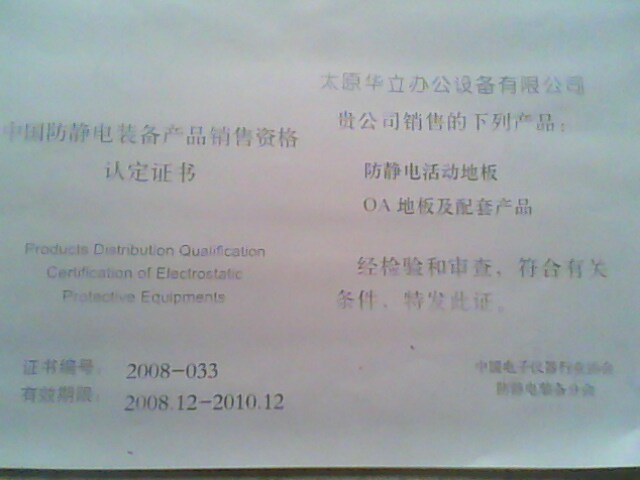 中国防静电装备产品销售资格
认定证书
Products Distribution Qualification
Certification of Electrostatic
Protective Equipments
证书编号: 2008-033
有效期限: 2008.12-2010.12
太原华立办公设备有限公司
贵公司销售的下列产品:
防静电活动地板
OA 地板及配套产品
经检验和审查, 符合有关
条件, 特发此证。
中国电子仪器行业协会
防静电装备分会